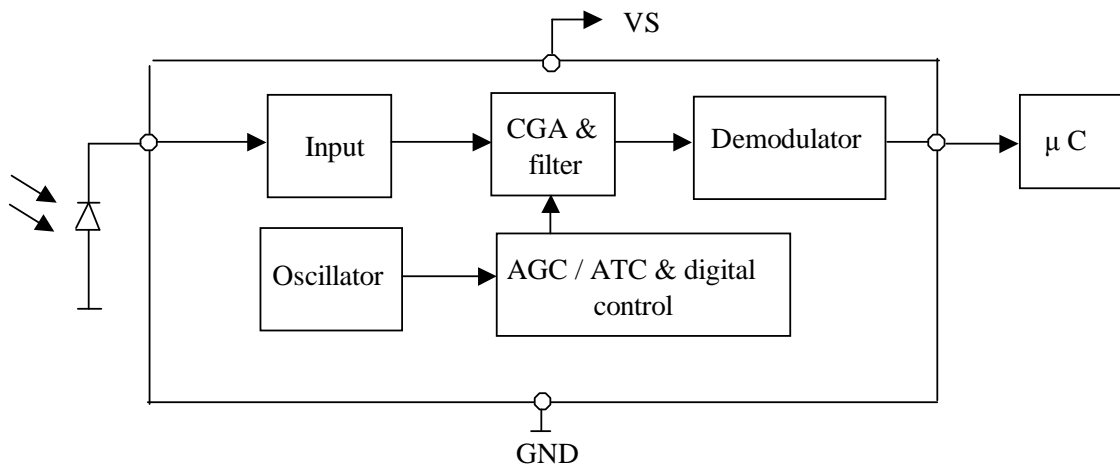 VS
Input
CGA &
filter
Demodulator
μ C
Oscillator
AGC / ATC & digital
control
GND